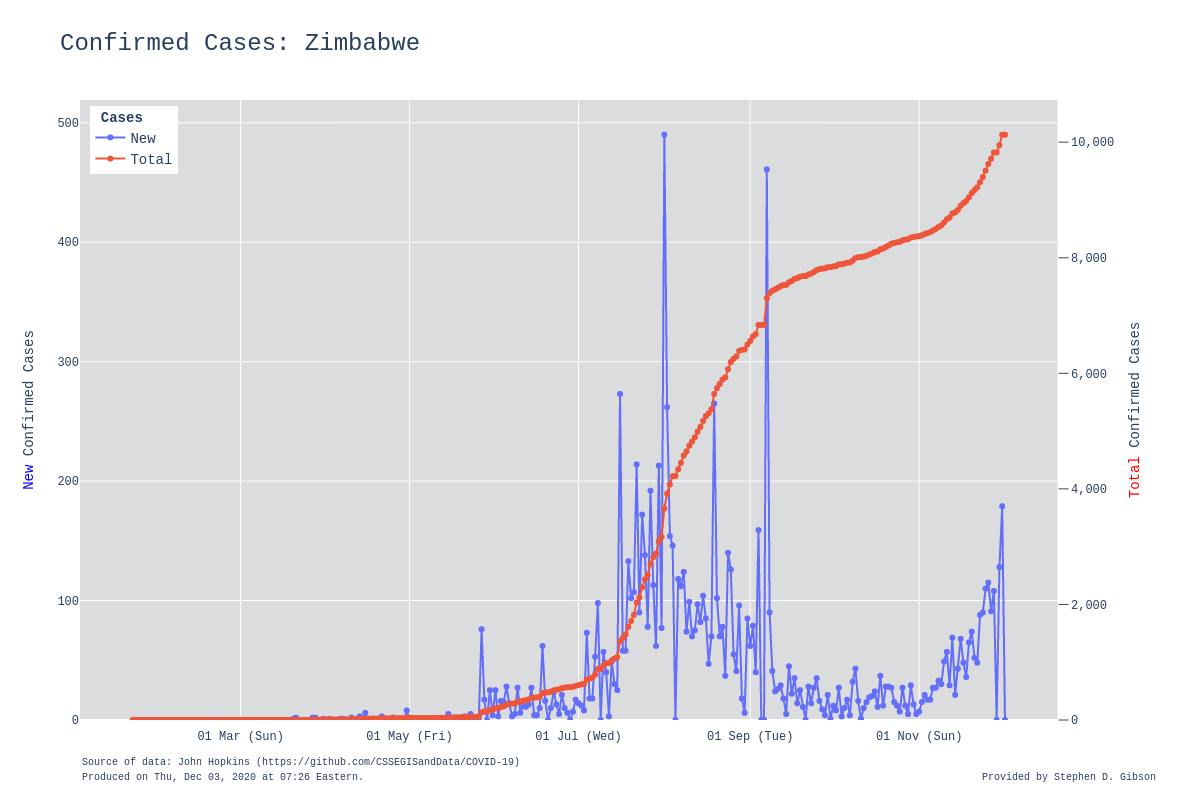 Confirmed Cases: Zimbabwe
Cases
New
Total
500
400
300
200
100
0
10,000
8,000
6,000
4,000
2,000
0
New Confirmed Cases
Total Confirmed Cases
01 Mar (Sun)
01 May (Fri)
01 Jul (Wed)
01 Sep (Tue)
01 Nov (Sun)
Source of data: John Hopkins (https://github.com/CSSEGISandData/COVID-19)
Produced on Thu, Dec 03, 2020 at 07:26 Eastern.
Provided by Stephen D. Gibson